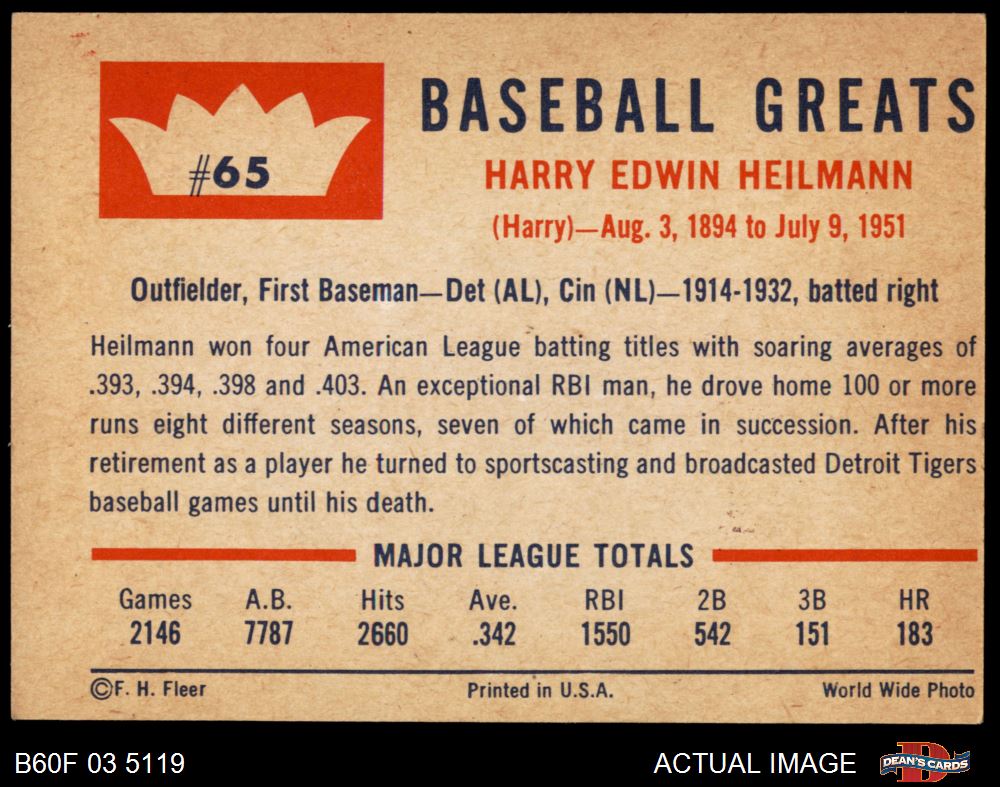 #65
BASEBALL GREATS
HARRY EDWIN HEILMANN
(Harry)—Aug. 3, 1894 to July 9, 1951
Outfielder, First Baseman—Det (AL), Cin (NL)—1914-1932, batted right
Heilmann won four American League batting titles with soaring averages of
.393, .394, .398 and .403. An exceptional RBI man, he drove home 100 or more
runs eight different seasons, seven of which came in succession. After his
retirement as a player he turned to sportscasting and broadcasted Detroit Tigers
baseball games until his death.
MAJOR LEAGUE TOTALS
Games A.B. Hits Ave. RBI 2B 3B HR
2146 7787 2660 .342 1550 542 151 183
©F. H. Fleer Printed in U.S.A. World Wide Photo
B60F 03 5119 ACTUAL IMAGE DEAN'S CARDS